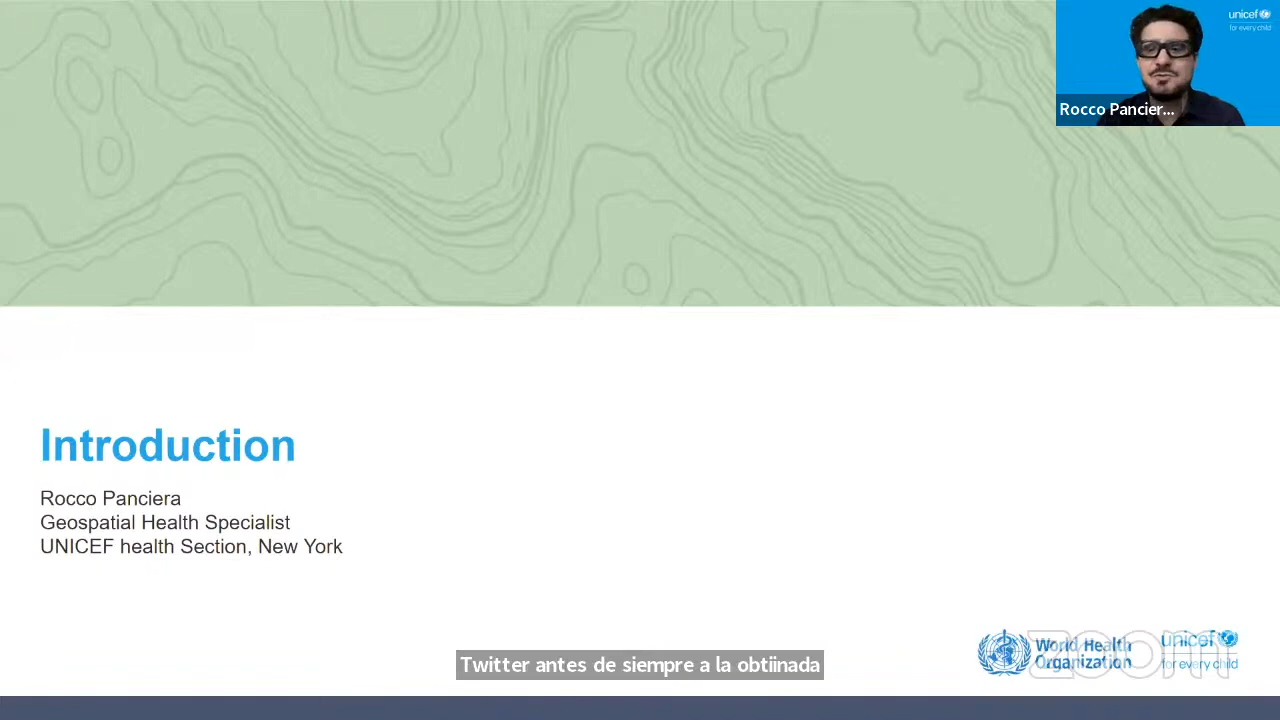 unicef
for every child
Rocco Pancier...
Introduction
Rocco Panciera
Geospatial Health Specialist
UNICEF health Section, New York
Twitter antes de siempre a la obtiinada
World Health
Organization
unicef
for every child
zoom